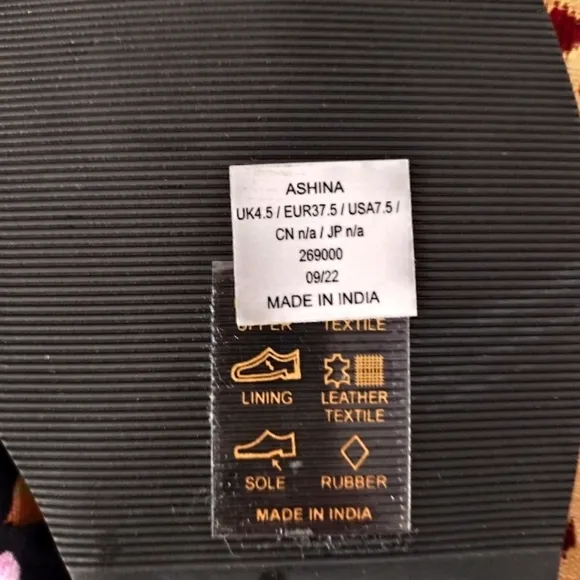 ASHINA
UK4.5 / EUR37.5 / USA7.5 /
CN n/a / JP n/a
269000
09/22
MADE IN INDIA
UPPER TEXTILE
LINING LEATHER
TEXTILE
SOLE RUBBER
MADE IN INDIA